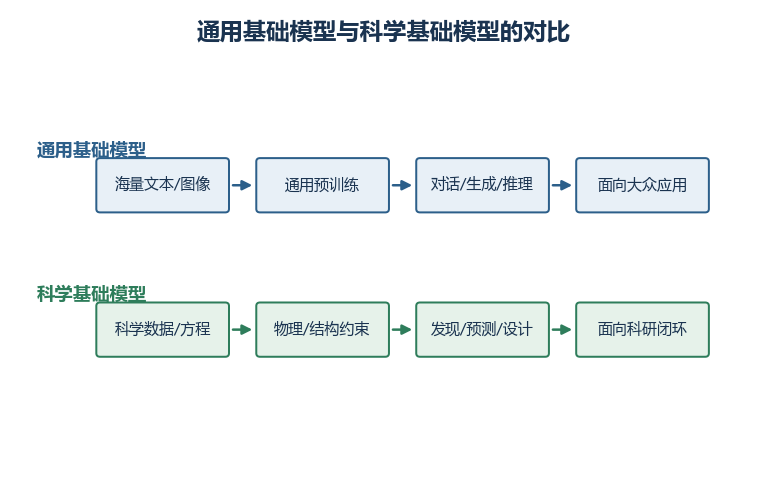 通用基础模型与科学基础模型的对比
通用基础模型
海量文本/图像
通用预训练
对话/生成/推理
面向大众应用
科学基础模型
科学数据/方程
物理/结构约束
发现/预测/设计
面向科研闭环